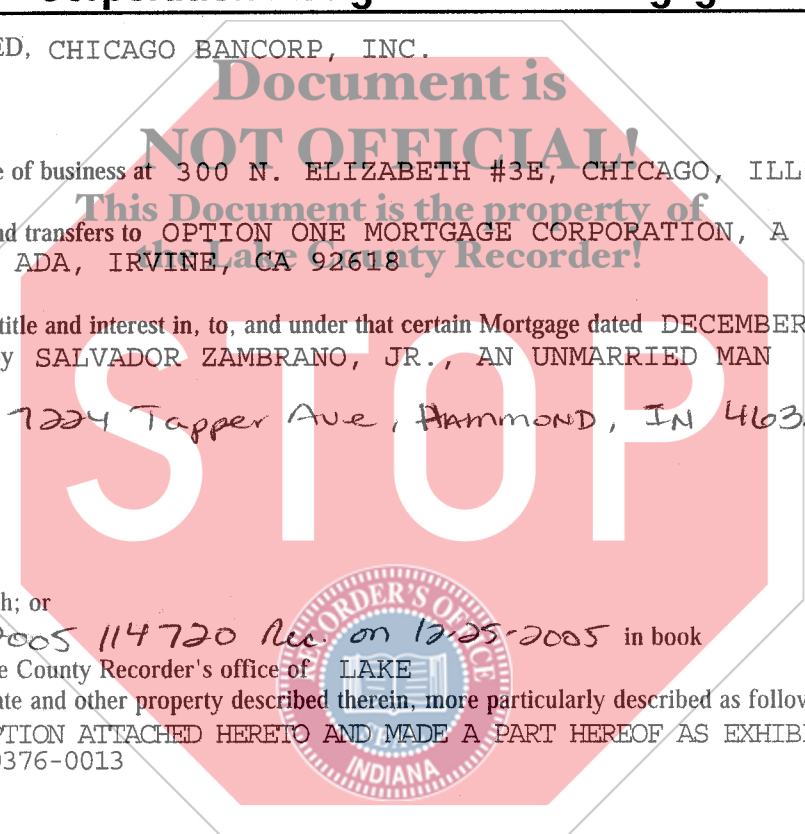 ED, CHICAGO BANCORP, INC.
Document is
NOT OFFICIAL!
e of business at 300 N. ELIZABETH #3E, CHICAGO, ILL
This Document is the property of
nd transfers to OPTION ONE MORTGAGE CORPORATION, A
the Lake County Recorder!
ADA, IRVINE, CA 92618
title and interest in, to, and under that certain Mortgage dated DECEMBER
y SALVADOR ZAMBRANO, JR., AN UNMARRIED MAN
STOP
7224 Tapper Ave, HAMMOND, IN 463
h; or
2005 114720 Rec. on 12-25-2005 in book
e County Recorder's office of LAKE
ate and other property described therein, more particularly described as follow
PTION ATTACHED HERETO AND MADE A PART HEREOF AS EXHIBI
0376-0013
RECORDER'S OFFICE
INDIANA